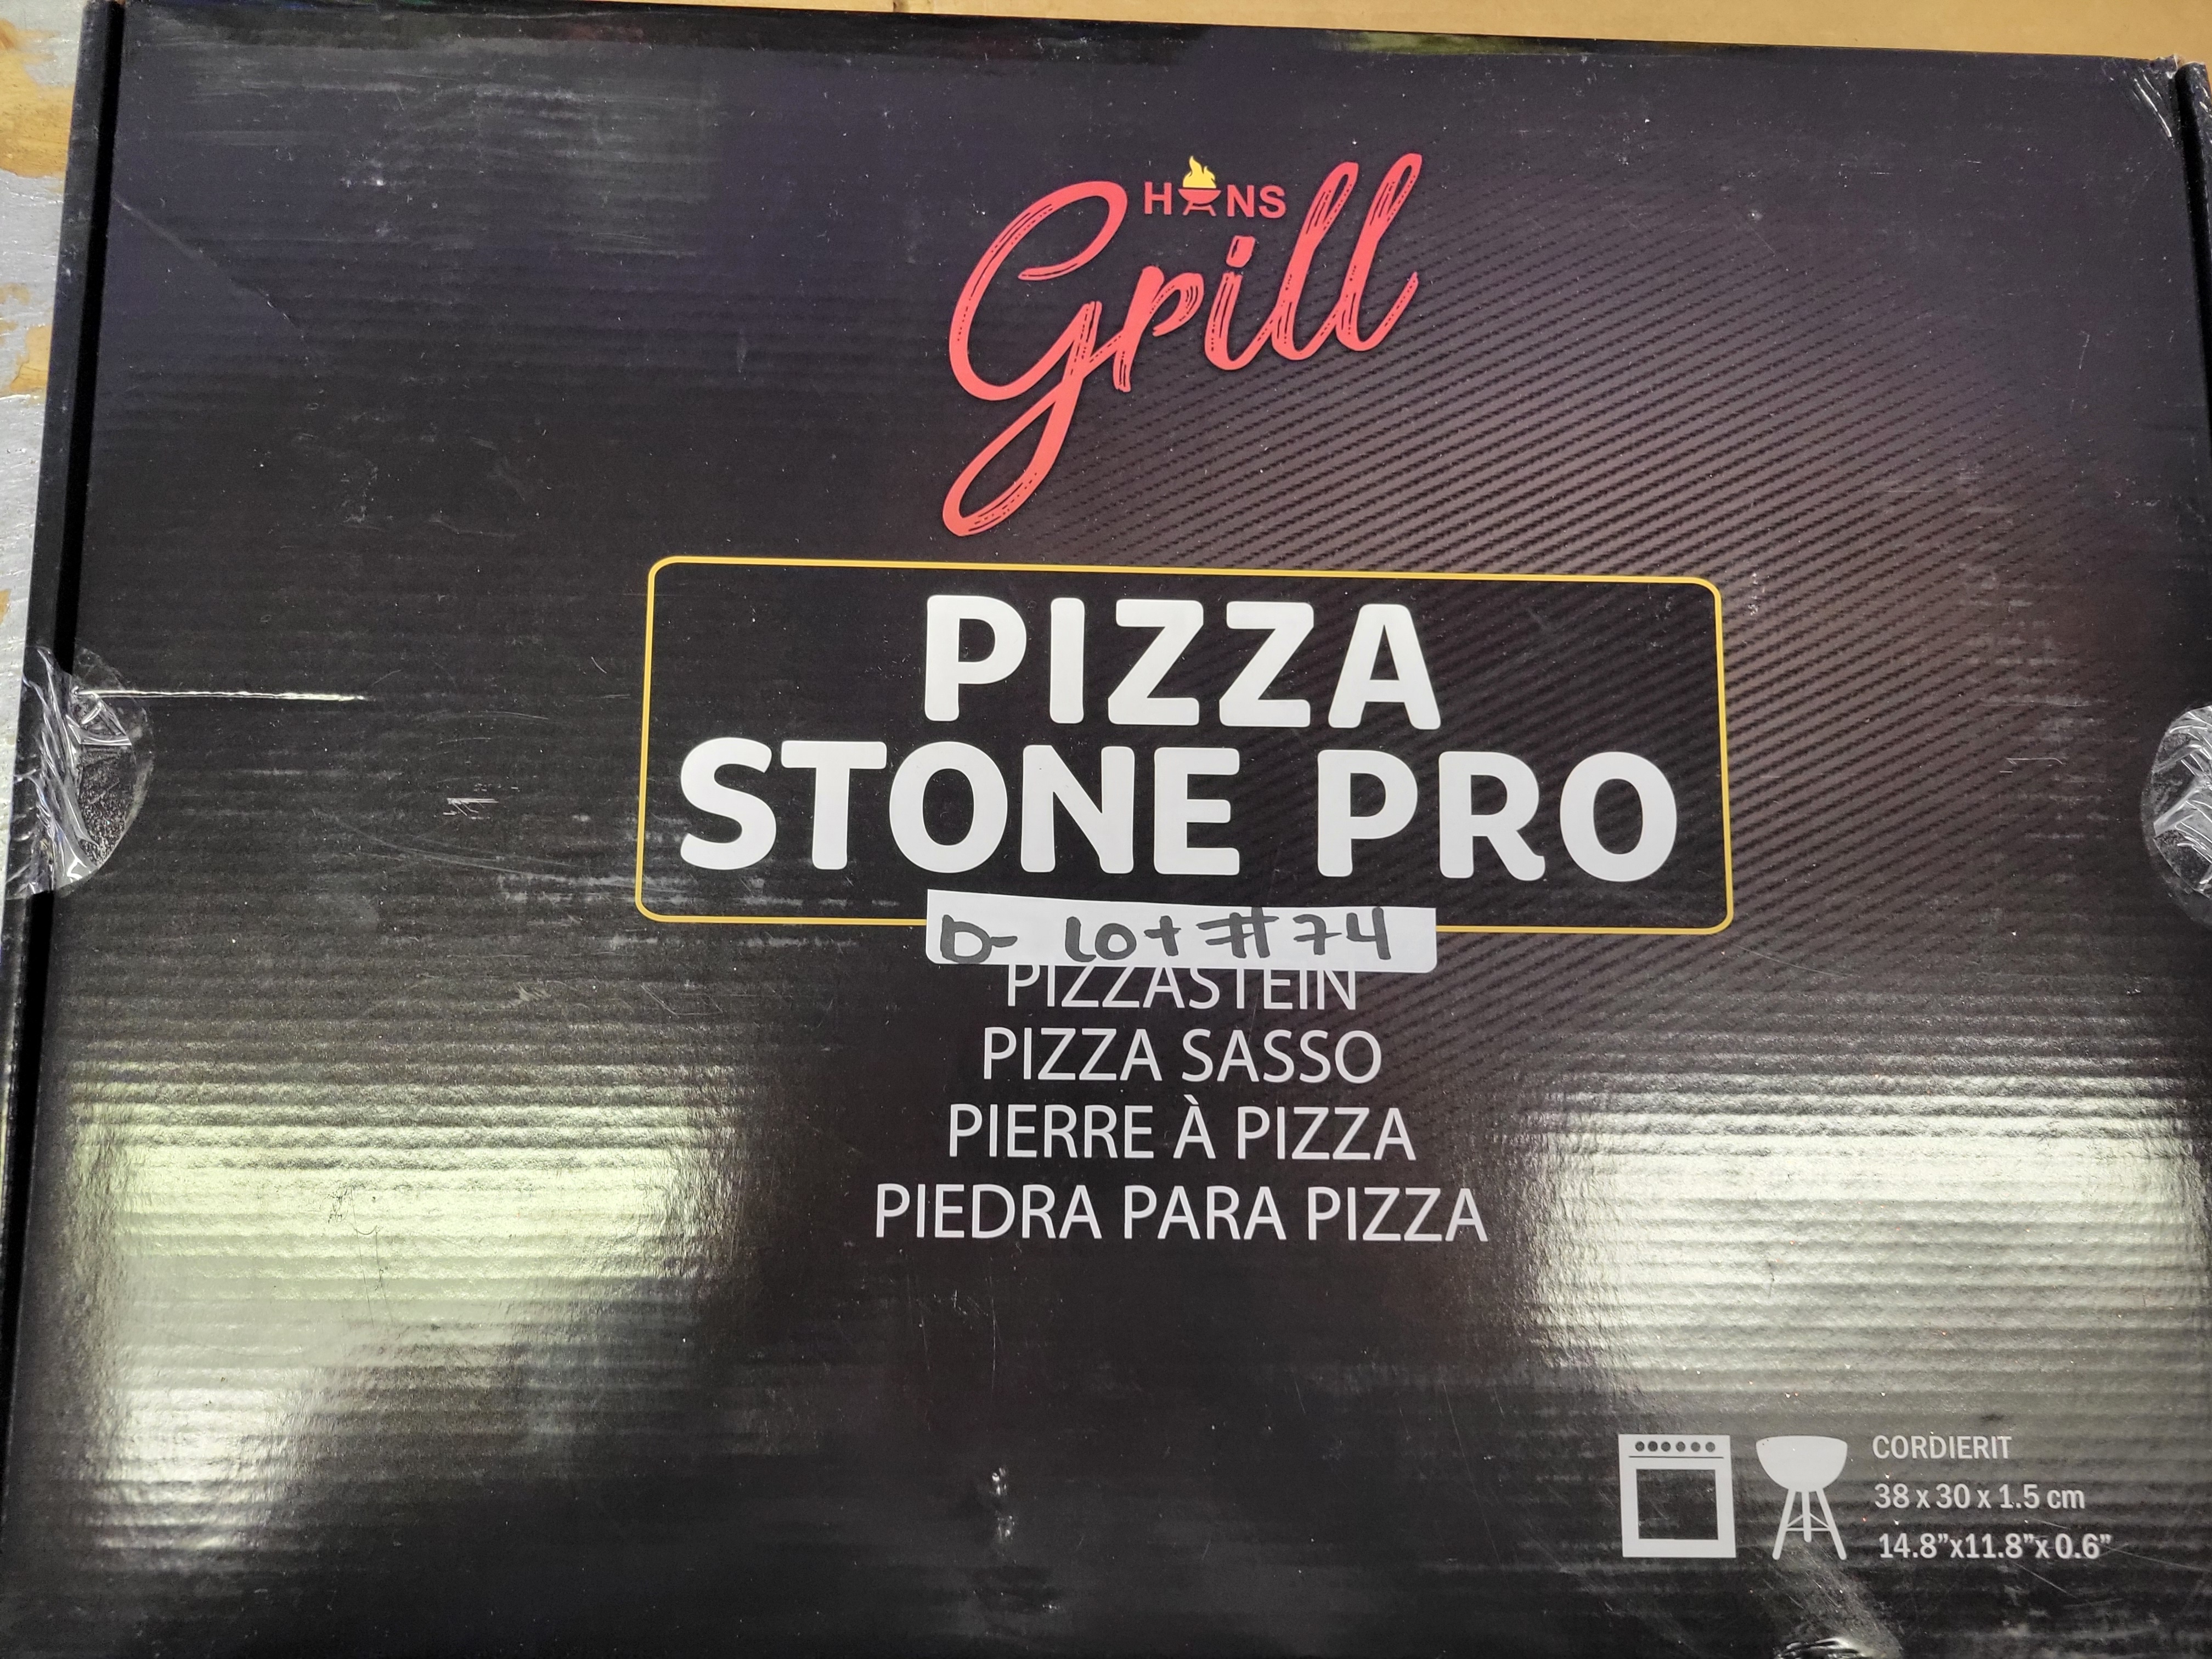 HANS
Grill
PIZZA
STONE PRO
D- Lot #74
PIZZASTEIN
PIZZA SASSO
PIERRE À PIZZA
PIEDRA PARA PIZZA
CORDIERIT
38 x 30 x 1.5 cm
14.8”x11.8”x 0.6”